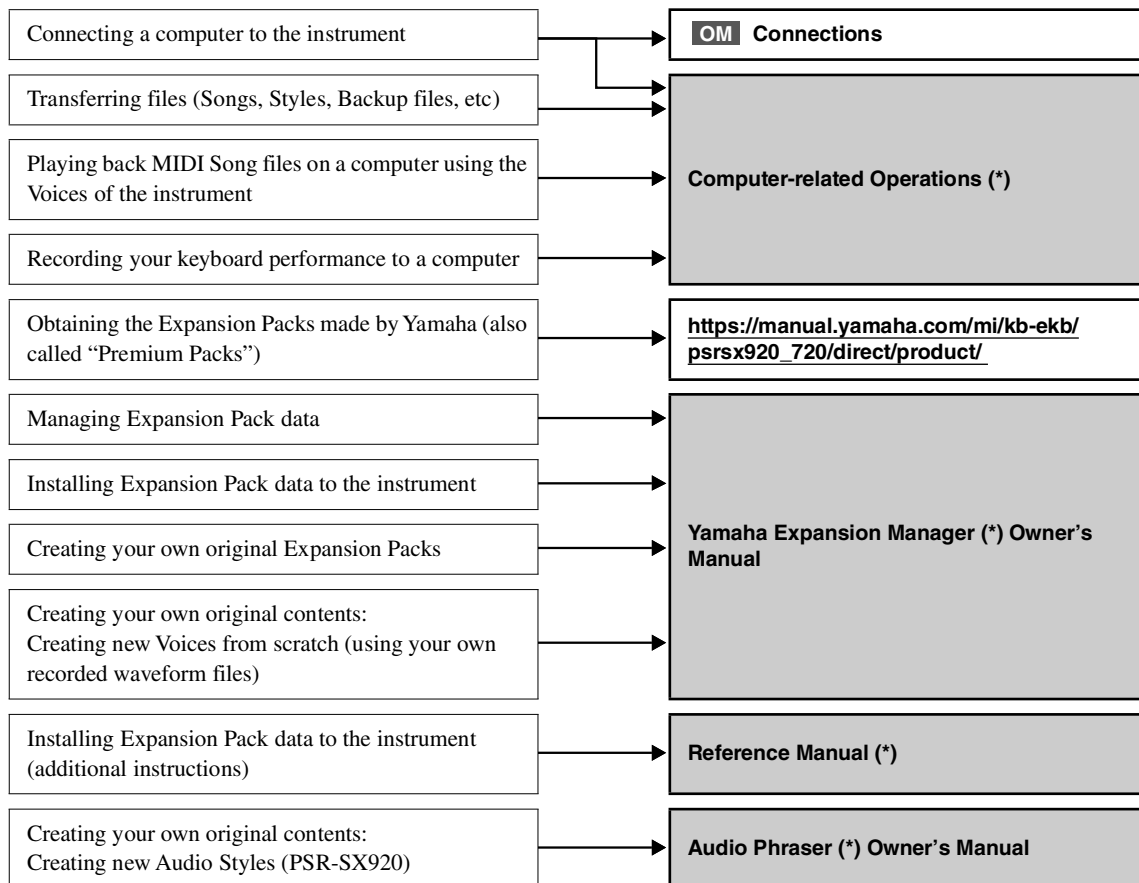 Connecting a computer to the instrument
OM Connections
Transferring files (Songs, Styles, Backup files, etc)
Playing back MIDI Song files on a computer using the
Voices of the instrument
Recording your keyboard performance to a computer
Computer-related Operations (*)
Obtaining the Expansion Packs made by Yamaha (also
called “Premium Packs”)
https://manual.yamaha.com/mi/kb-ekb/
psrsx920_720/direct/product/
Managing Expansion Pack data
Installing Expansion Pack data to the instrument
Creating your own original Expansion Packs
Creating your own original contents:
Creating new Voices from scratch (using your own
recorded waveform files)
Yamaha Expansion Manager (*) Owner’s
Manual
Installing Expansion Pack data to the instrument
(additional instructions)
Reference Manual (*)
Creating your own original contents:
Creating new Audio Styles (PSR-SX920)
Audio Phraser (*) Owner’s Manual